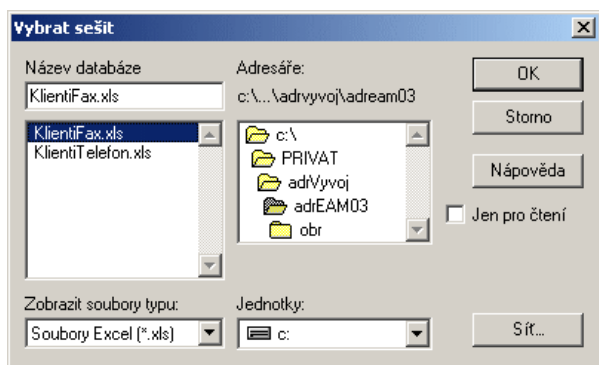 Vybrat sešit
Název databáze
KlientiFax.xls
KlientiFax.xls
KlientiTelefon.xls
Zobrazit soubory typu:
Soubory Excel (*.xls)
Adresáře:
c:\...\adrvyvoj\adream03
c:\
PRIVAT
adrVyvoj
adrEAM03
obr
Jednotky:
c:
OK
Storno
Nápověda
Jen pro čtení
Síť...